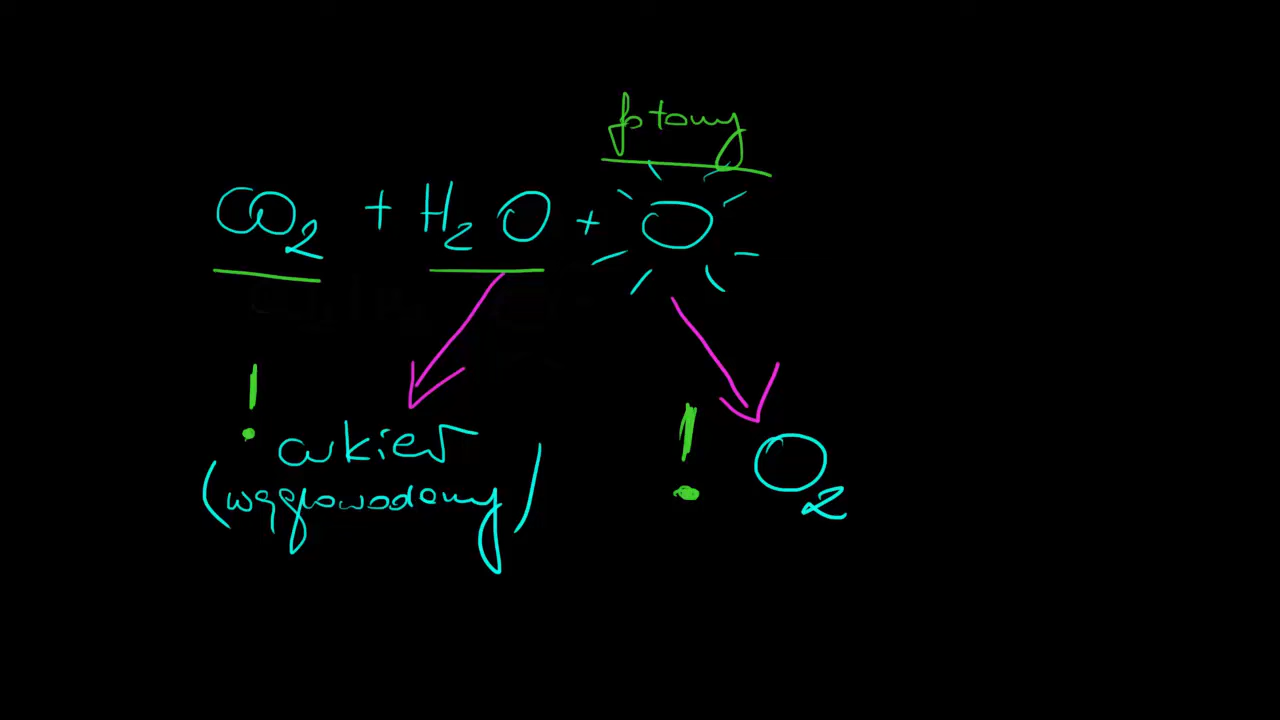 fotony
CO2 + H2O +
! cukier ! O2
(węglowodany)